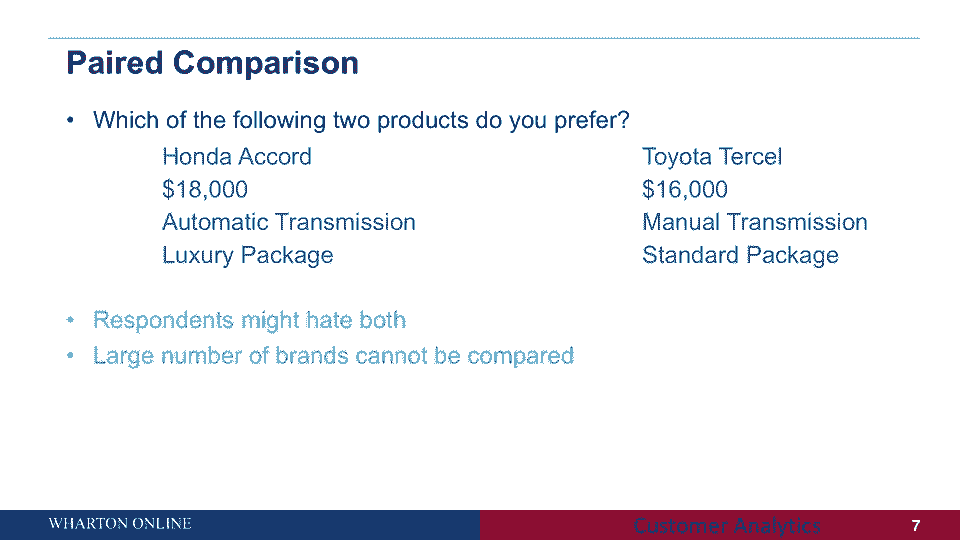 Paired Comparison
• Which of the following two products do you prefer?
Honda Accord Toyota Tercel
$18,000 $16,000
Automatic Transmission Manual Transmission
Luxury Package Standard Package
• Respondents might hate both
• Large number of brands cannot be compared
WHARTON ONLINE Customer Analytics 7